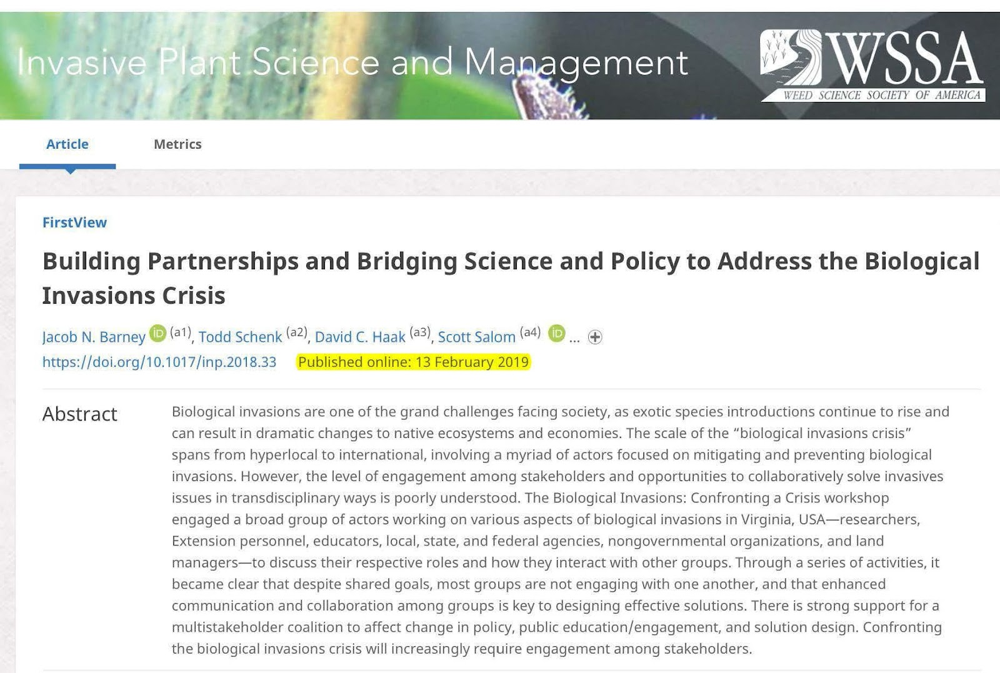 Invasive Plant Science and Management
WSSA
WEED SCIENCE SOCIETY OF AMERICA
Article
Metrics
FirstView
Building Partnerships and Bridging Science and Policy to Address the Biological
Invasions Crisis
Jacob N. Barney iD (a1), Todd Schenk (a2), David C. Haak (a3), Scott Salom (a4) iD ...
https://doi.org/10.1017/inp.2018.33 Published online: 13 February 2019
Abstract
Biological invasions are one of the grand challenges facing society, as exotic species introductions continue to rise and
can result in dramatic changes to native ecosystems and economies. The scale of the “biological invasions crisis”
spans from hyperlocal to international, involving a myriad of actors focused on mitigating and preventing biological
invasions. However, the level of engagement among stakeholders and opportunities to collaboratively solve invasives
issues in transdisciplinary ways is poorly understood. The Biological Invasions: Confronting a Crisis workshop
engaged a broad group of actors working on various aspects of biological invasions in Virginia, USA—researchers,
Extension personnel, educators, local, state, and federal agencies, nongovernmental organizations, and land
managers—to discuss their respective roles and how they interact with other groups. Through a series of activities, it
became clear that despite shared goals, most groups are not engaging with one another, and that enhanced
communication and collaboration among groups is key to designing effective solutions. There is strong support for a
multistakeholder coalition to affect change in policy, public education/engagement, and solution design. Confronting
the biological invasions crisis will increasingly require engagement among stakeholders.